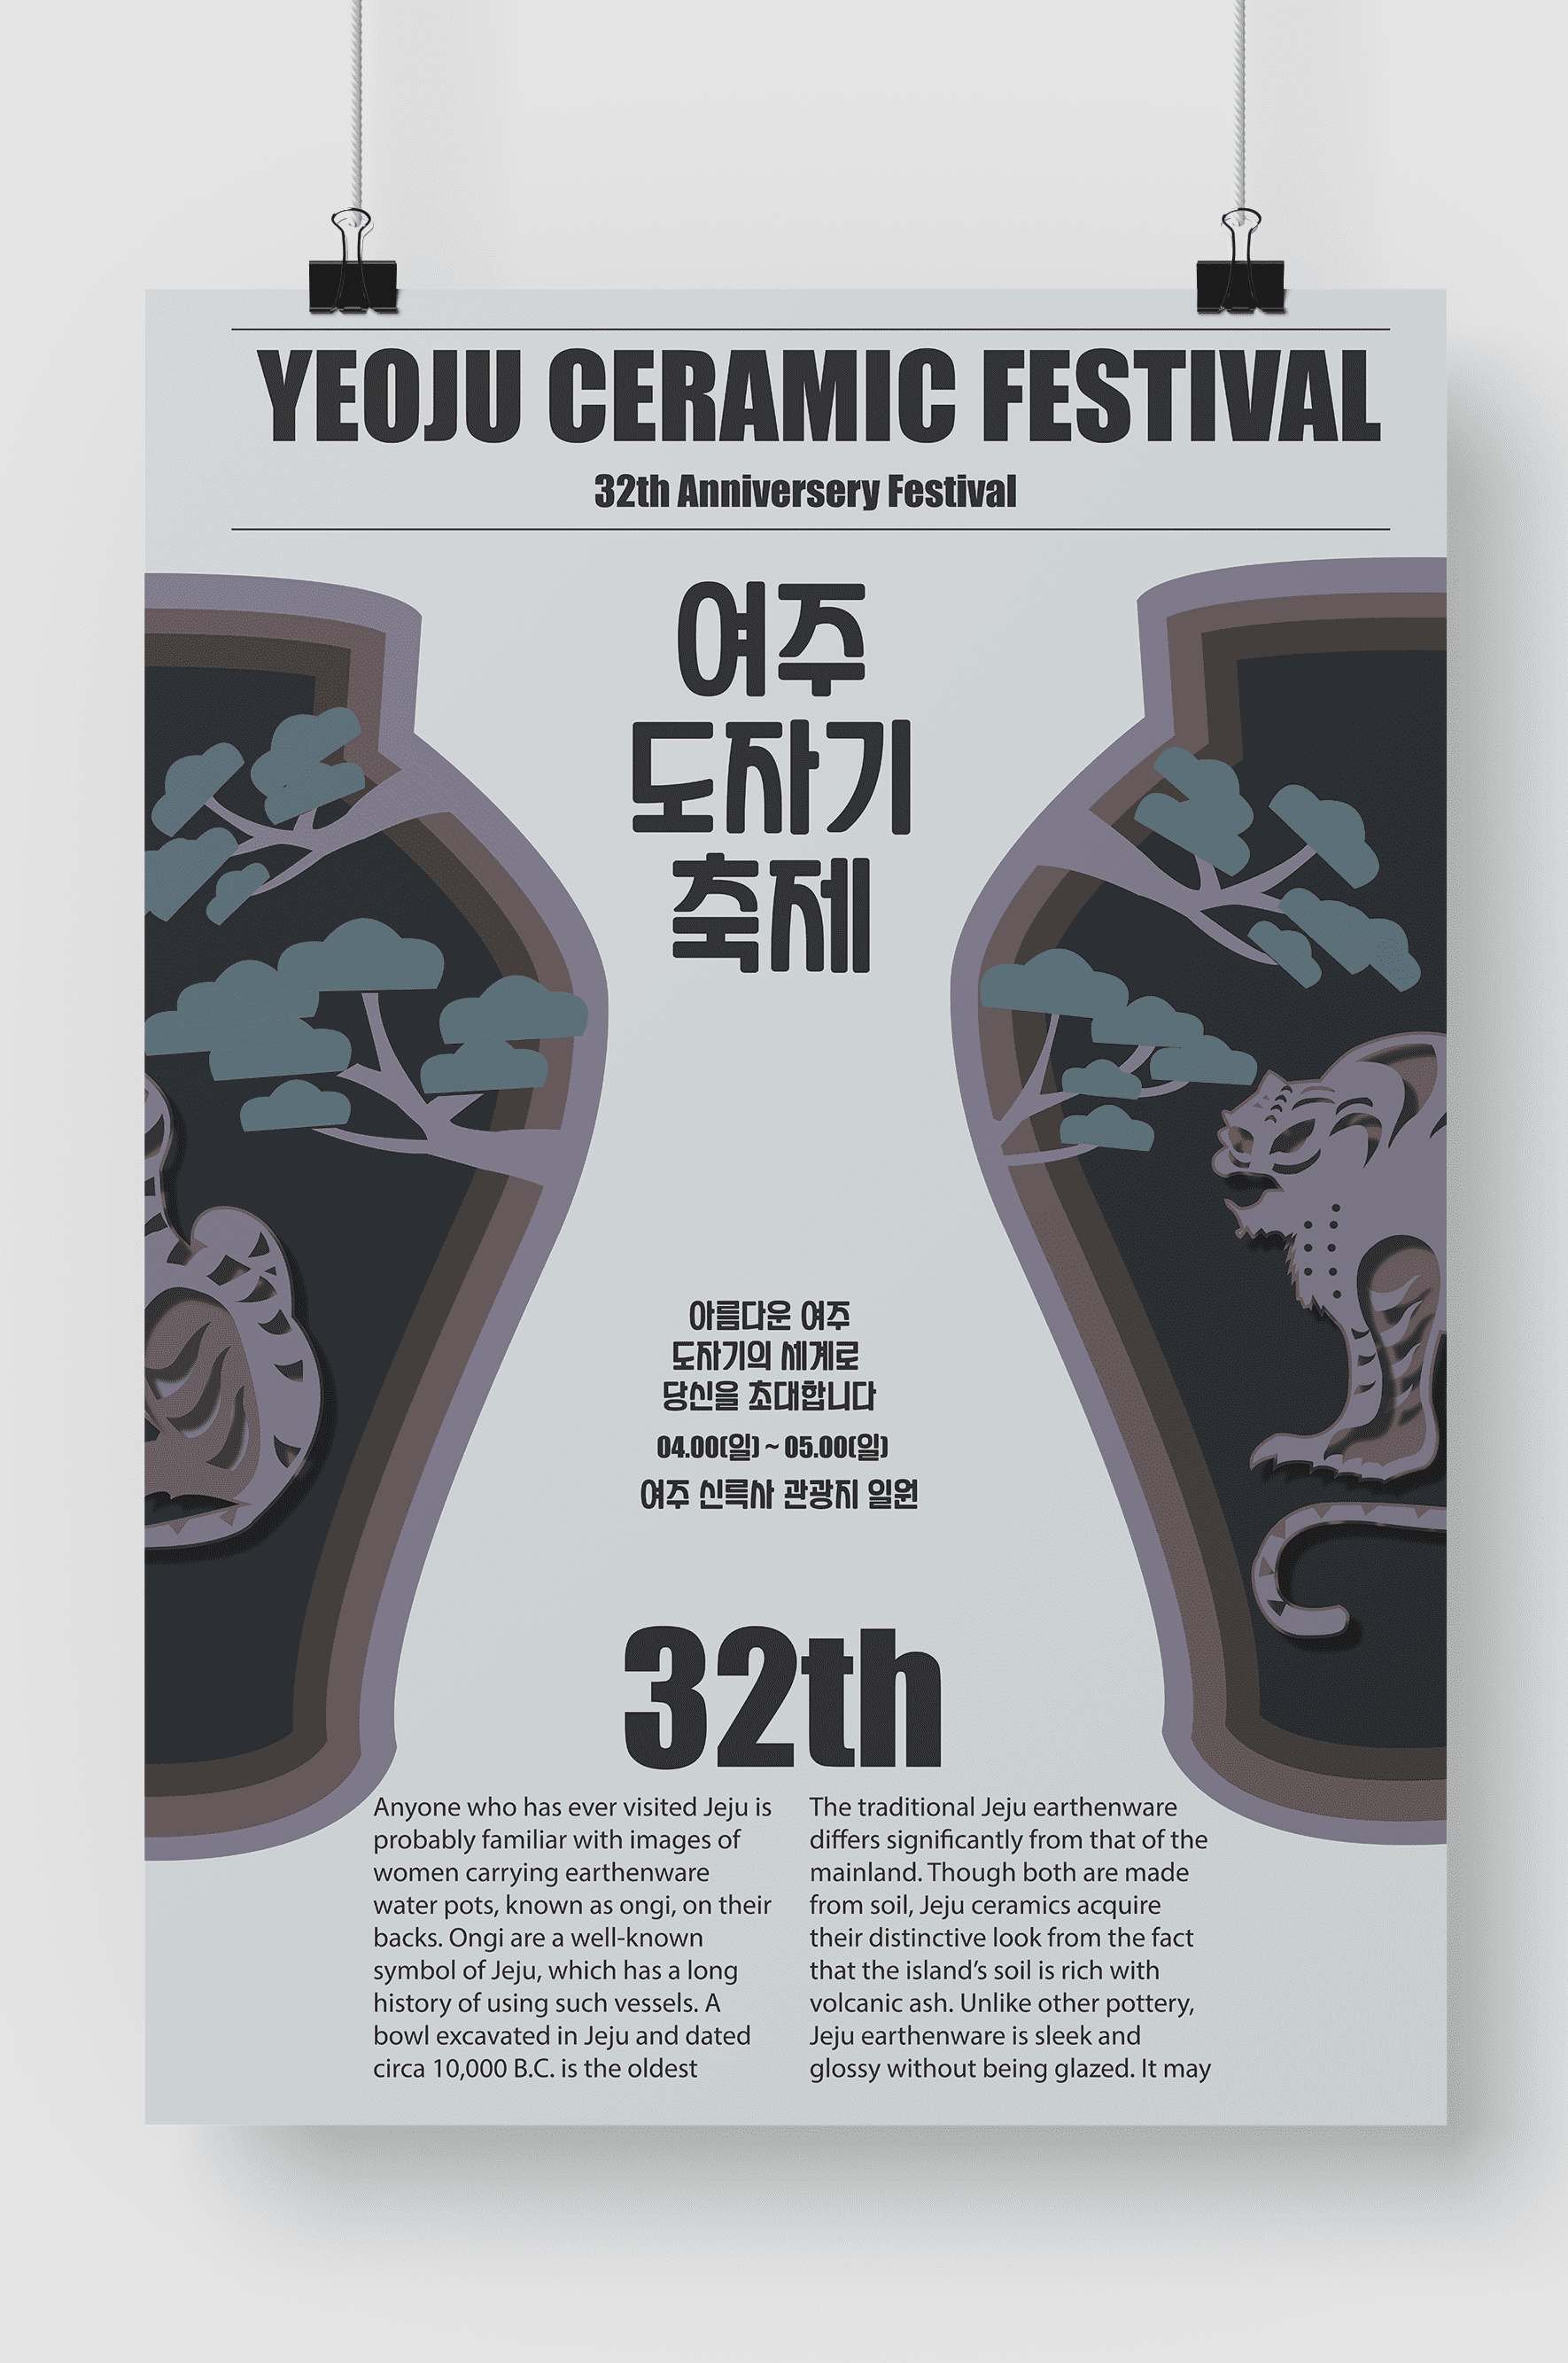 YEOJU CERAMIC FESTIVAL
32th Anniversery Festival
여주
도자기
축제
아름다운 여주
도자기의 세계로
당신을 초대합니다
04.00(일) ~ 05.00(일)
여주 신륵사 관광지 일원
32th
Anyone who has ever visited Jeju is
probably familiar with images of
women carrying earthenware
water pots, known as ongi, on their
backs. Ongi are a well-known
symbol of Jeju, which has a long
history of using such vessels. A
bowl excavated in Jeju and dated
circa 10,000 B.C. is the oldest
The traditional Jeju earthenware
differs significantly from that of the
mainland. Though both are made
from soil, Jeju ceramics acquire
their distinctive look from the fact
that the island’s soil is rich with
volcanic ash. Unlike other pottery,
Jeju earthenware is sleek and
glossy without being glazed. It may